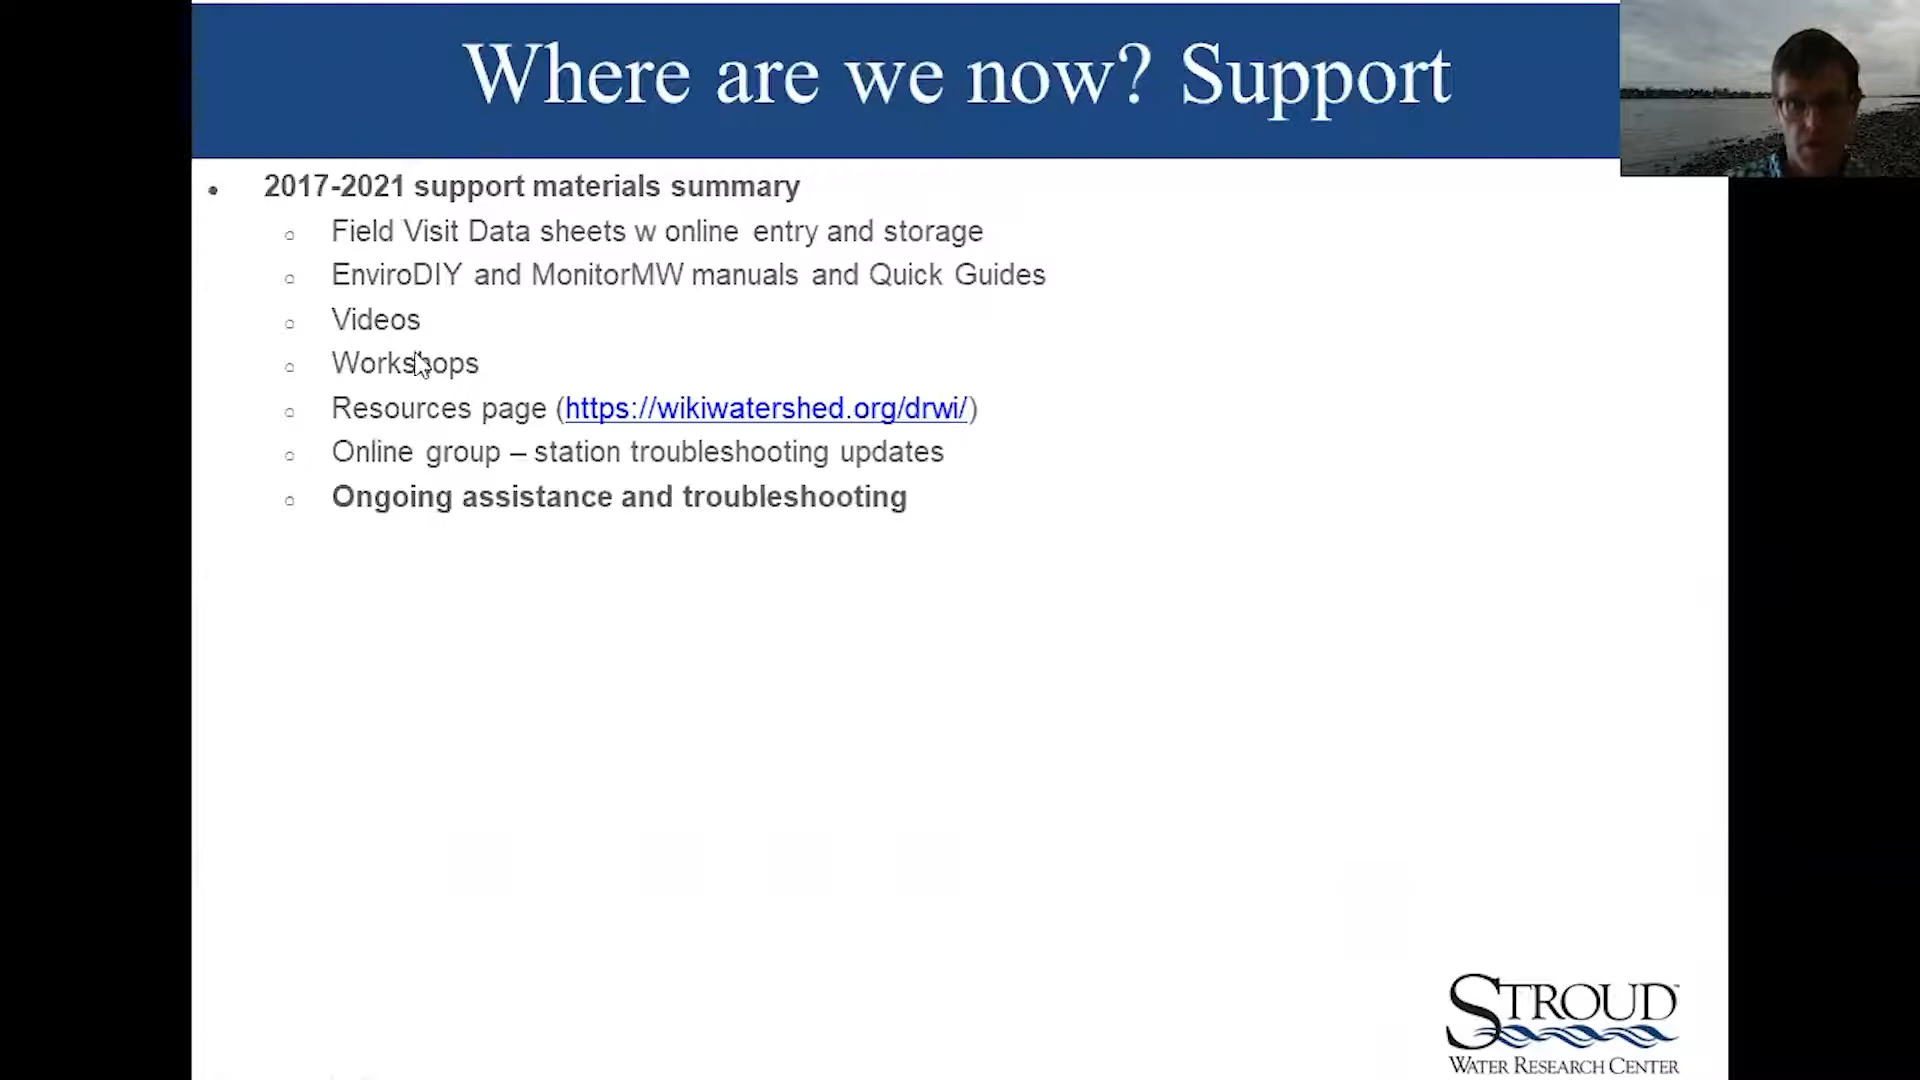 Where are we now? Support
2017-2021 support materials summary
Field Visit Data sheets w online entry and storage
EnviroDIY and MonitorMW manuals and Quick Guides
Videos
Workshops
Resources page (https://wikiwatershed.org/drwi/)
Online group – station troubleshooting updates
Ongoing assistance and troubleshooting
STROUD™
WATER RESEARCH CENTER